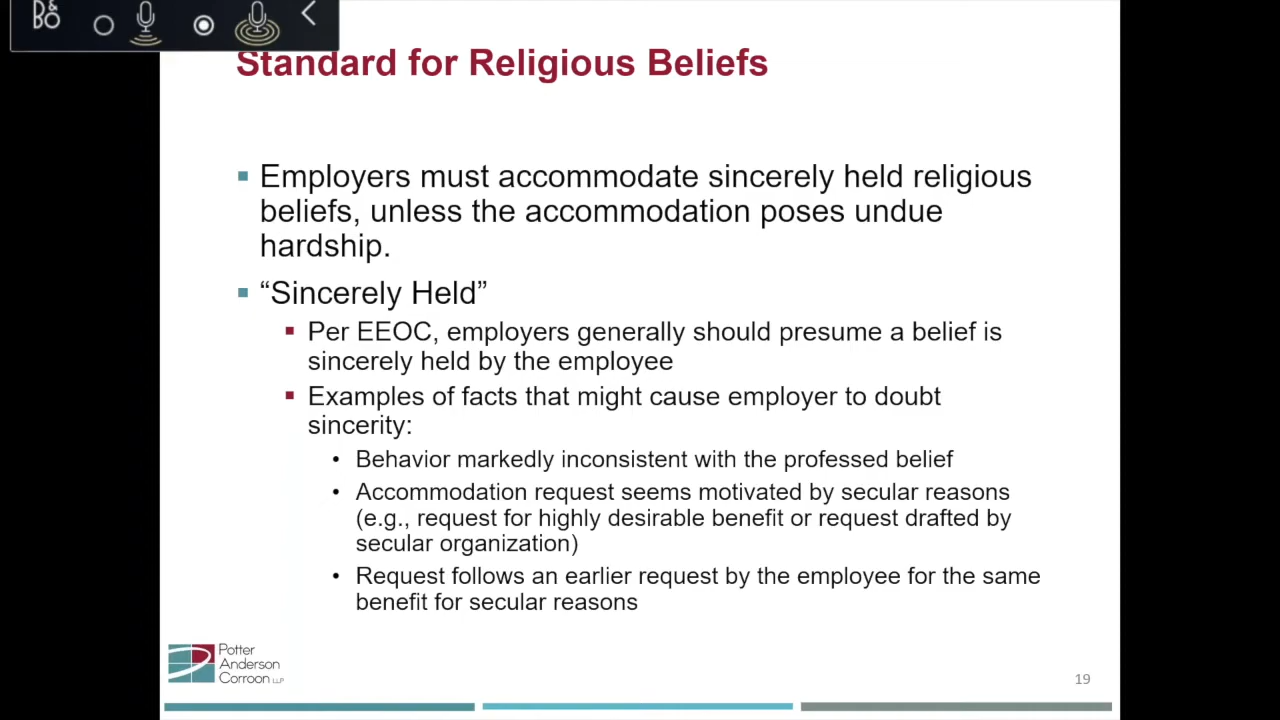 B&O
Standard for Religious Beliefs
▪ Employers must accommodate sincerely held religious
beliefs, unless the accommodation poses undue
hardship.
▪ “Sincerely Held”
▪ Per EEOC, employers generally should presume a belief is
sincerely held by the employee
▪ Examples of facts that might cause employer to doubt
sincerity:
• Behavior markedly inconsistent with the professed belief
• Accommodation request seems motivated by secular reasons
(e.g., request for highly desirable benefit or request drafted by
secular organization)
• Request follows an earlier request by the employee for the same
benefit for secular reasons
Potter
Anderson
Corroon LLP
19